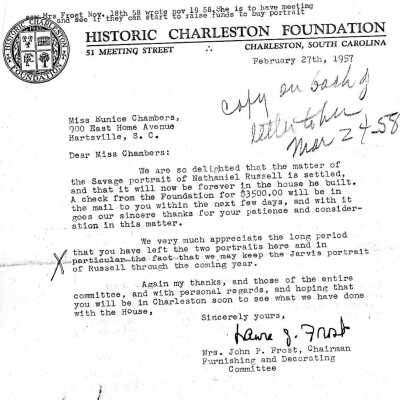 saw Mrs Frost Nov. 18th 58 wrote nov 19 58. She is to have meeting
and see if they can start to raise funds to buy portrait
HISTORIC CHARLESTON FOUNDATION
51 MEETING STREET
CHARLESTON, SOUTH CAROLINA
HISTORIC CHARLESTON
FOUNDATION
February 27th, 1957
copy on back of
letter to her
Mar 24-58
Miss Eunice Chambers,
900 East Home Avenue
Hartsville, S. C.
Dear Miss Chambers:
We are so delighted that the matter of
the Savage portrait of Nathaniel Russell is settled,
and that it will now be forever in the house he built.
A check from the Foundation for $3500.00 will be in
the mail to you within the next few days, and with it
goes our sincere thanks for your patience and consider-
ation in this matter.
We very much appreciate the long period
X that you have left the two portraits here and in
particular the fact that we may keep the Jarvis portrait
of Russell through the coming year.
Again my thanks, and those of the entire
committee, and with personal regards, and hoping that
you will be in Charleston soon to see what we have done
with the House,
Sincerely yours,
Laura J. Frost
Mrs. John P. Frost, Chairman
Furnishing and Decorating
Committee